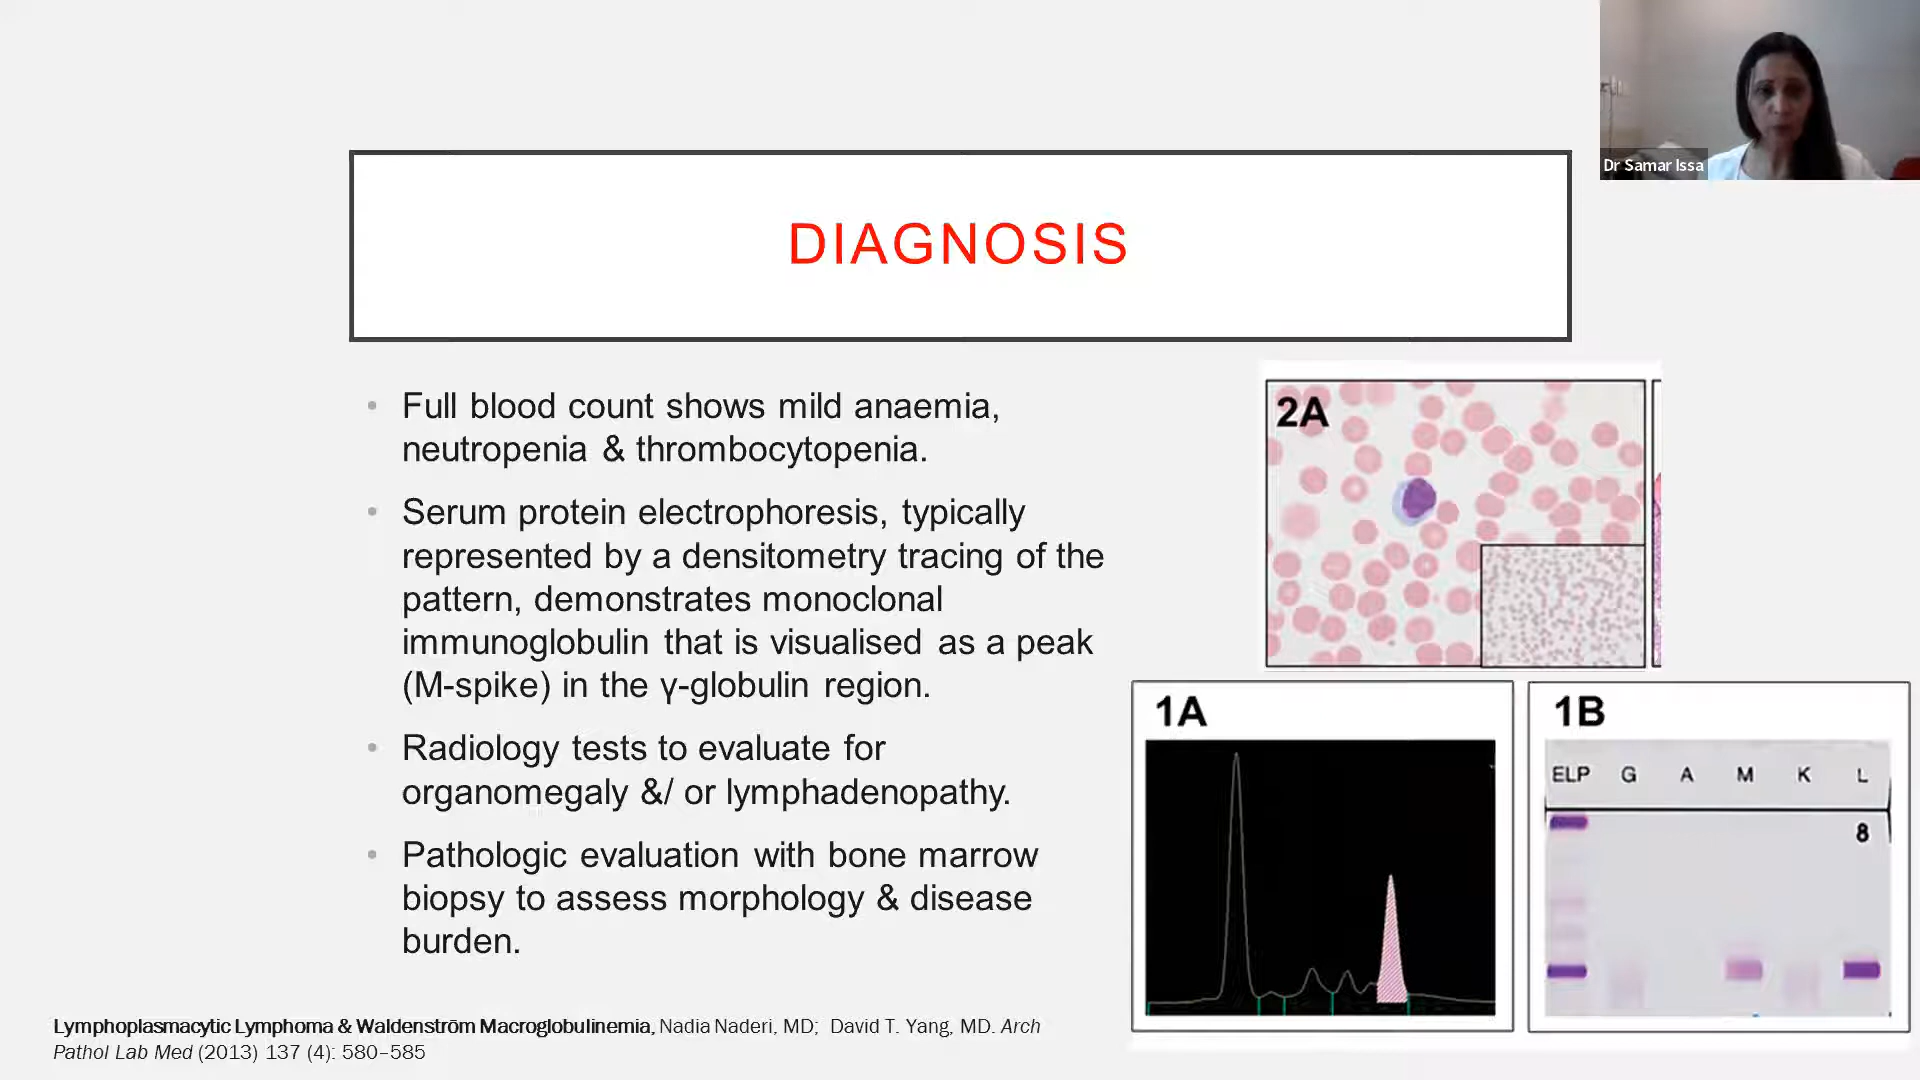 Dr Samar Issa
DIAGNOSIS
• Full blood count shows mild anaemia,
neutropenia & thrombocytopenia.
• Serum protein electrophoresis, typically
represented by a densitometry tracing of the
pattern, demonstrates monoclonal
immunoglobulin that is visualised as a peak
(M-spike) in the γ-globulin region.
• Radiology tests to evaluate for
organomegaly &/ or lymphadenopathy.
• Pathologic evaluation with bone marrow
biopsy to assess morphology & disease
burden.
2A
1A
1B
ELP G A M K L
8
Lymphoplasmacytic Lymphoma & Waldenström Macroglobulinemia, Nadia Naderi, MD; David T. Yang, MD. Arch
Pathol Lab Med (2013) 137 (4): 580–585